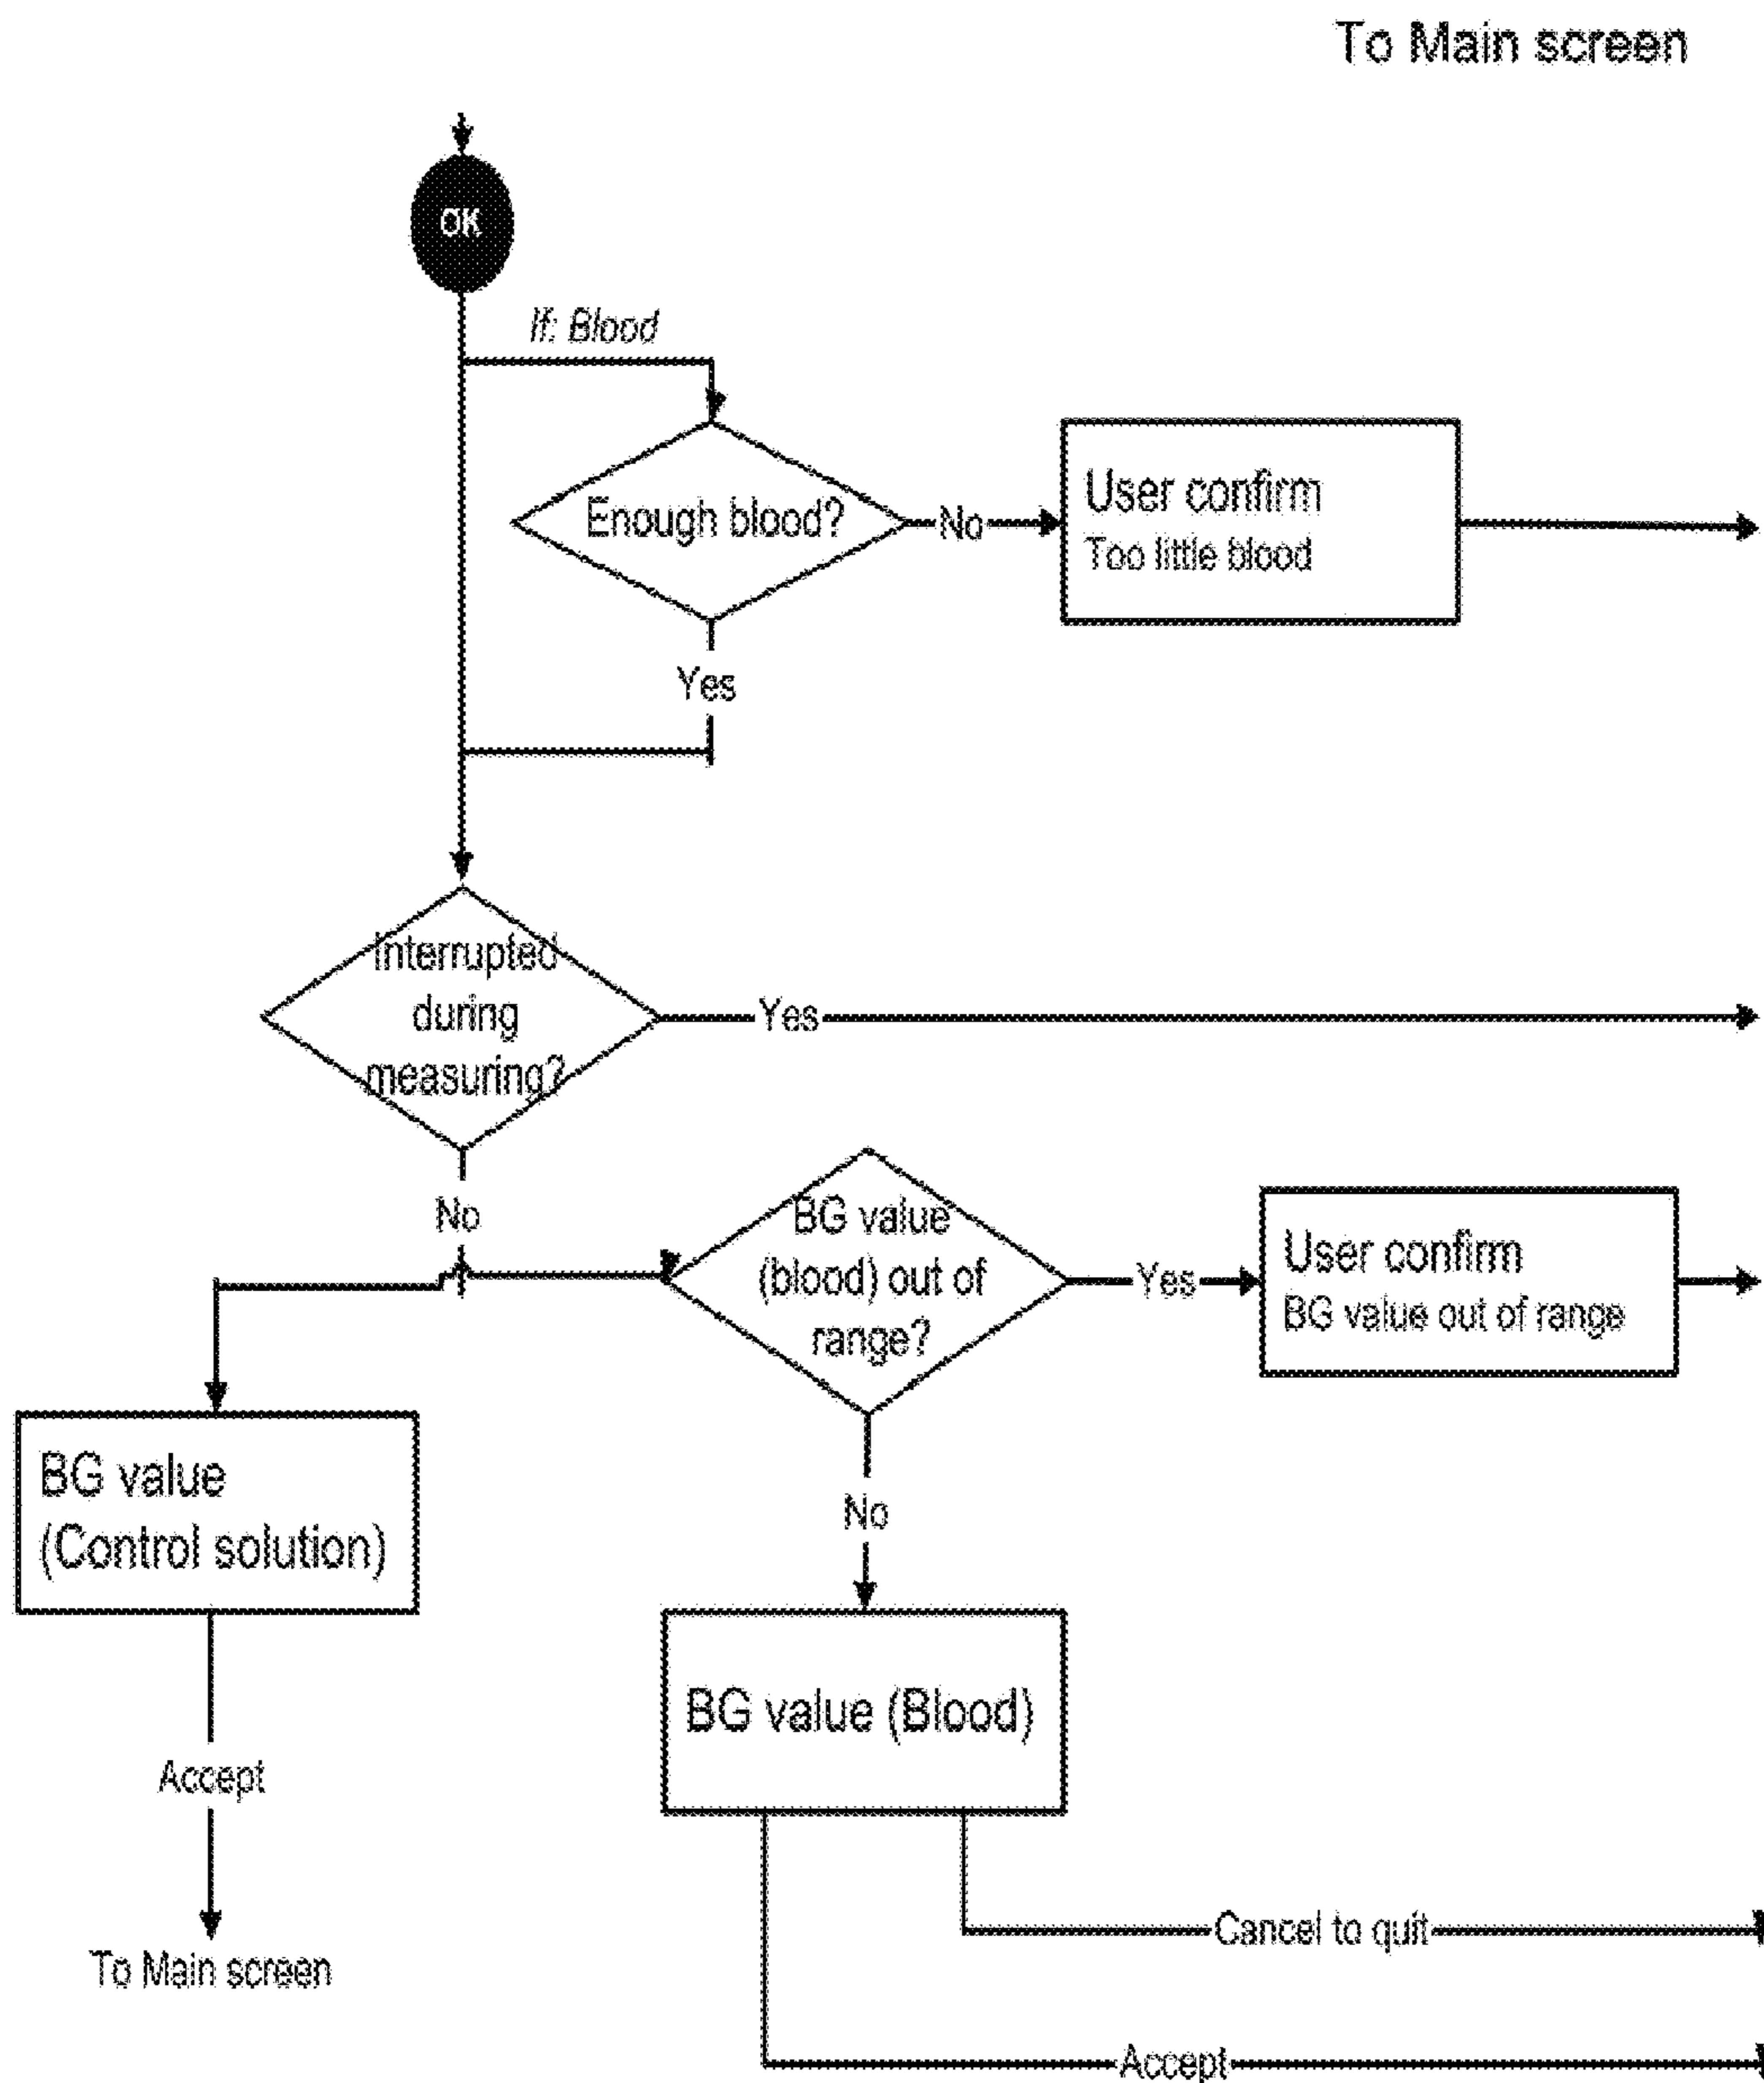 To Main screen
OK
If: Blood
Enough blood?
No
User confirm
Too little blood
Yes
Interrupted
during
measuring?
Yes
No
BG value
(blood) out of
range?
Yes
User confirm
BG value out of range
BG value
(Control solution)
No
BG value (Blood)
Accept
Cancel to quit
To Main screen
Accept